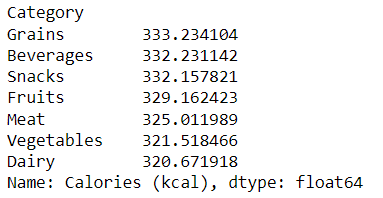 Category
Grains 333.234104
Beverages 332.231142
Snacks 332.157821
Fruits 329.162423
Meat 325.011989
Vegetables 321.518466
Dairy 320.671918
Name: Calories (kcal), dtype: float64